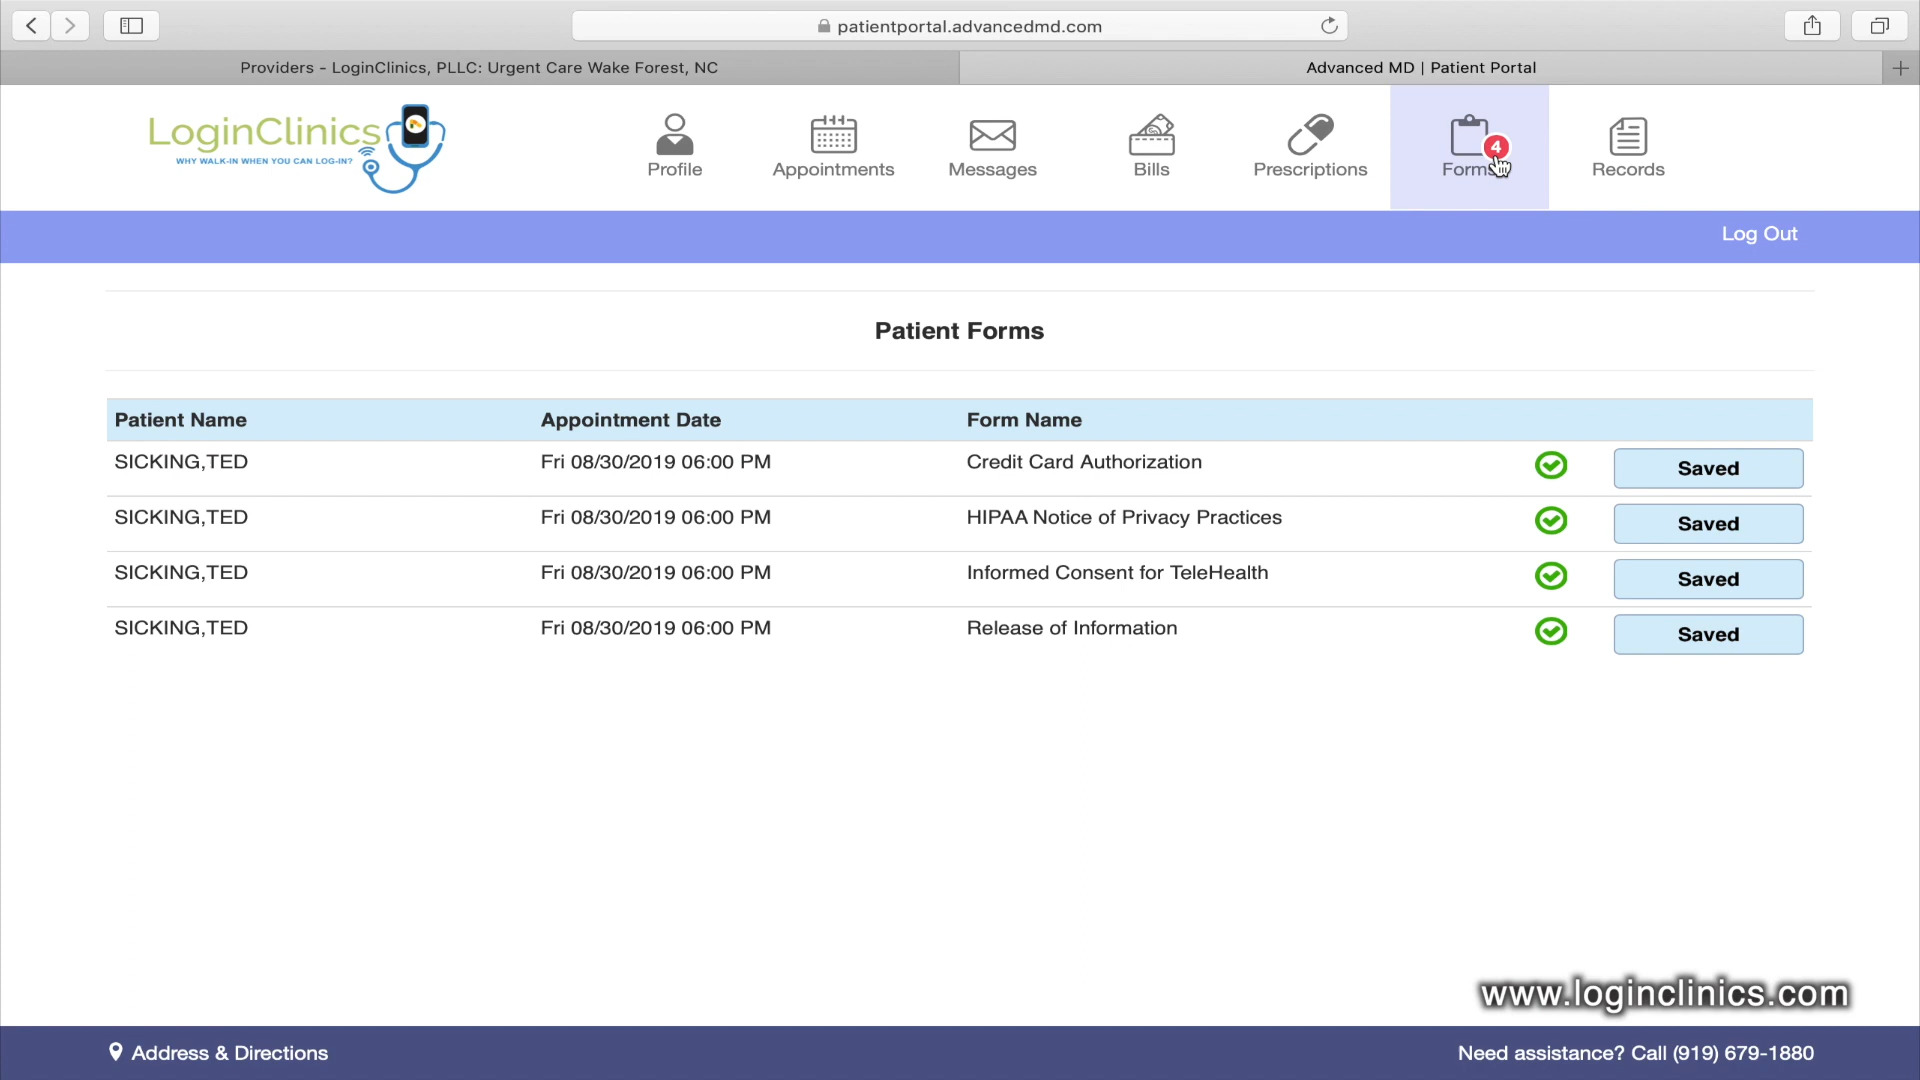 patientportal.advancedmd.com
Providers - LoginClinics, PLLC: Urgent Care Wake Forest, NC
Advanced MD | Patient Portal
LoginClinics
WHY WALK-IN WHEN YOU CAN LOG-IN?
Profile
Appointments
Messages
Bills
Prescriptions
4
Forms
Records
Log Out
Patient Forms
Patient Name Appointment Date Form Name
SICKING,TED Fri 08/30/2019 06:00 PM Credit Card Authorization Saved
SICKING,TED Fri 08/30/2019 06:00 PM HIPAA Notice of Privacy Practices Saved
SICKING,TED Fri 08/30/2019 06:00 PM Informed Consent for TeleHealth Saved
SICKING,TED Fri 08/30/2019 06:00 PM Release of Information Saved
www.loginclinics.com
Address & Directions
Need assistance? Call (919) 679-1880